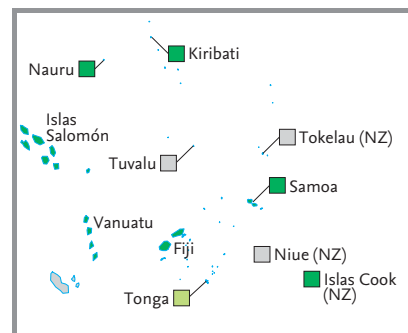 Kiribati
Nauru
Islas
Salomón
Tokelau (NZ)
Tuvalu
Samoa
Vanuatu
Fiji
Niue (NZ)
Islas Cook
(NZ)
Tonga